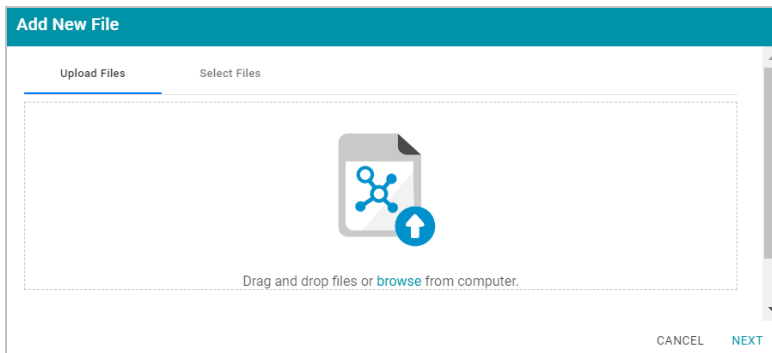 Add New File
Upload Files
Select Files
Drag and drop files or browse from computer.
CANCEL
NEXT